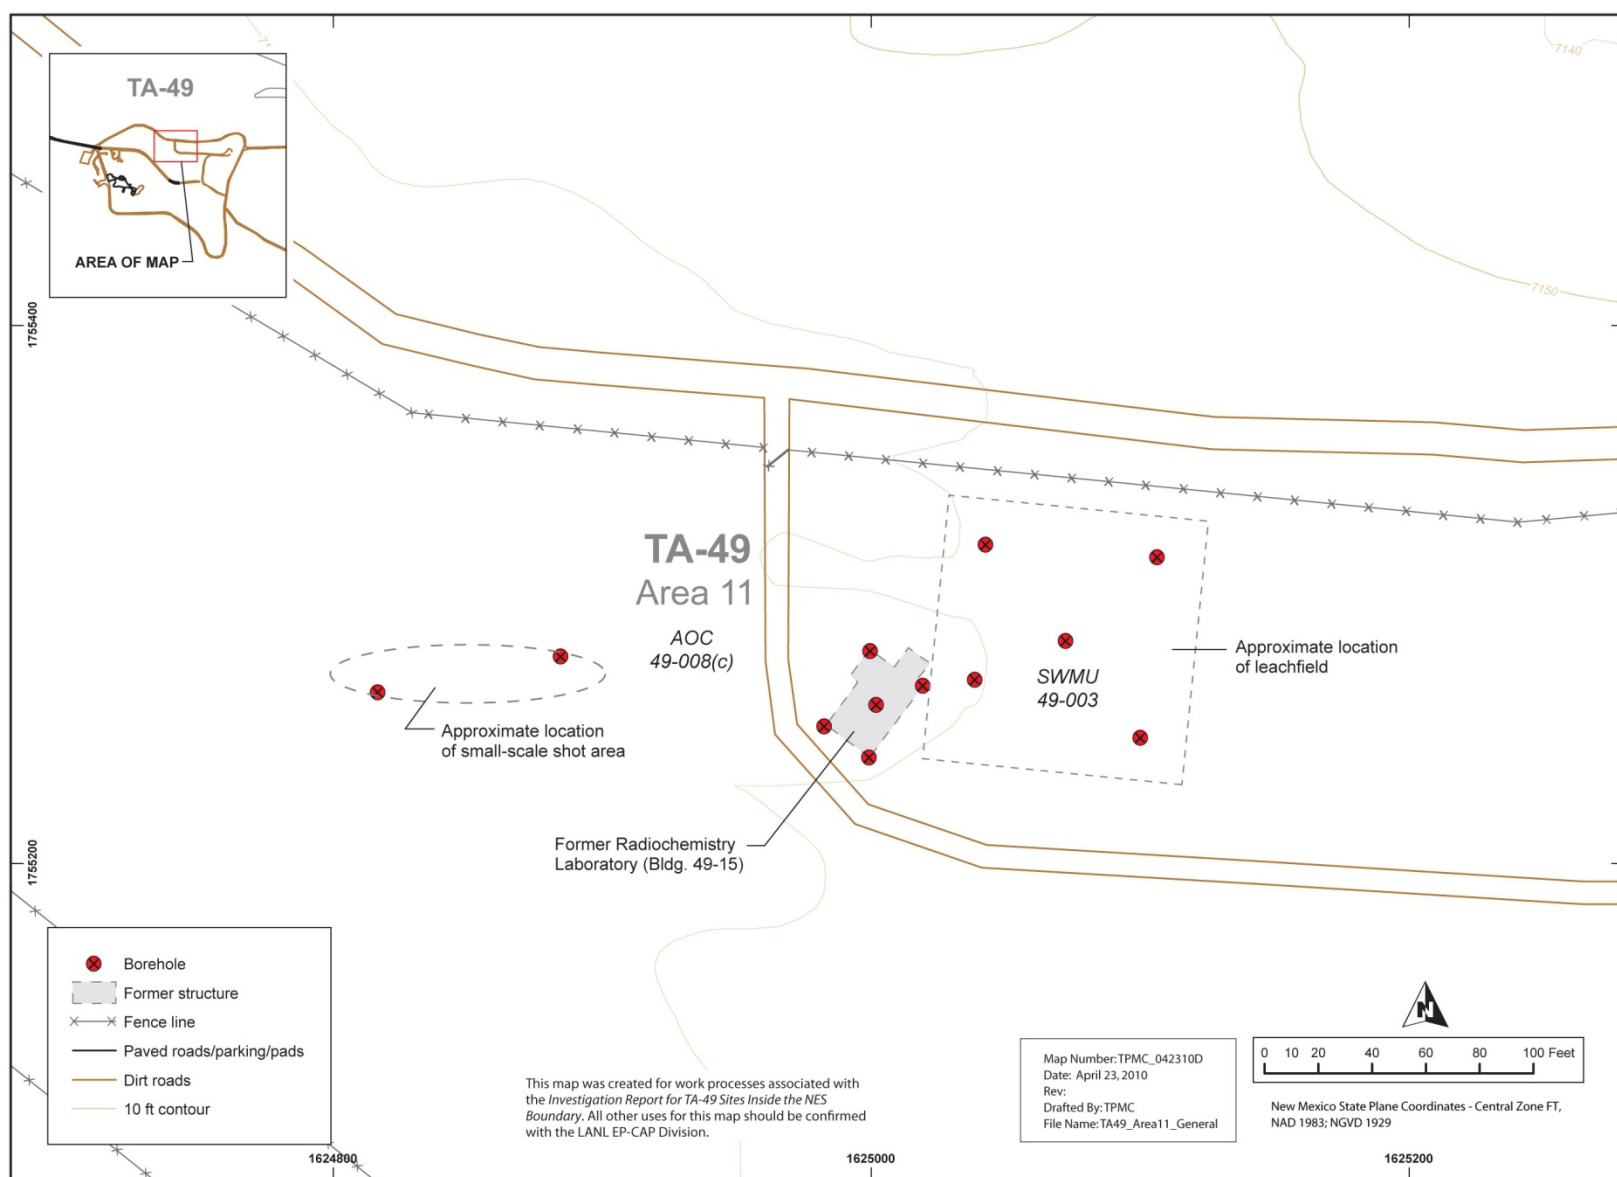 TA-49
AREA OF MAP
7140
7150
1755400
TA-49
Area 11
AOC
49-008(c)
SWMU
49-003
Approximate location
of leachfield
Approximate location
of small-scale shot area
Former Radiochemistry
Laboratory (Bldg. 49-15)
1755200
Borehole
Former structure
Fence line
Paved roads/parking/pads
Dirt roads
10 ft contour
This map was created for work processes associated with
the Investigation Report for TA-49 Sites Inside the NES
Boundary. All other uses for this map should be confirmed
with the LANL EP-CAP Division.
Map Number: TPMC_042310D
Date: April 23, 2010
Rev:
Drafted By: TPMC
File Name: TA49_Area11_General
N
0 10 20 40 60 80 100 Feet
New Mexico State Plane Coordinates - Central Zone FT,
NAD 1983; NGVD 1929
1624800
1625000
1625200